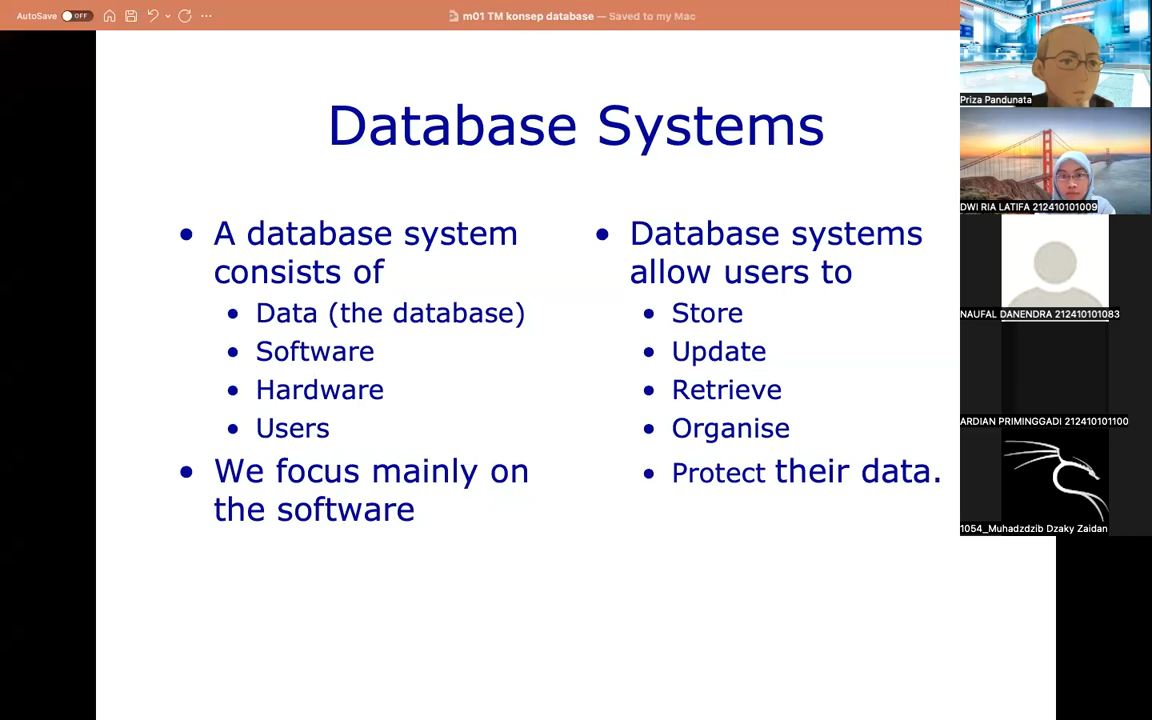 AutoSave OFF
m01 TM konsep database — Saved to my Mac
Database Systems
• A database system
consists of
• Data (the database)
• Software
• Hardware
• Users
• We focus mainly on
the software
• Database systems
allow users to
• Store
• Update
• Retrieve
• Organise
• Protect their data.
Priza Pandunata
DWI RIA LATIFA 212410101009
NAUFAL DANENDRA 212410101083
ARDIAN PRIMINGGADI 212410101100
1054_Muhadzdzib Dzaky Zaidan